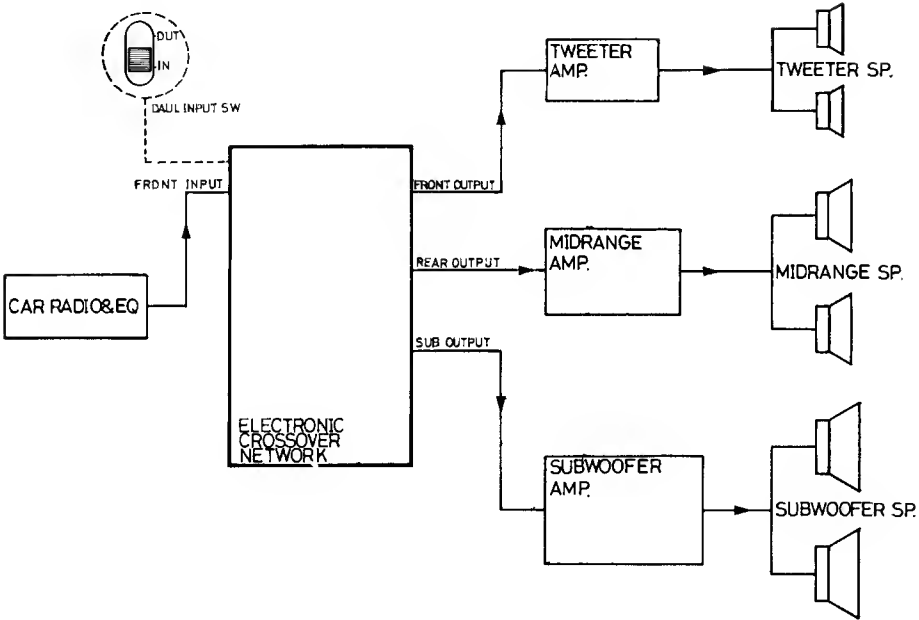 OUT
IN
DAUL INPUT SW
FRONT INPUT
CAR RADIO&EQ
ELECTRONIC
CROSSOVER
NETWORK
FRONT OUTPUT
REAR OUTPUT
SUB OUTPUT
TWEETER
AMP.
TWEETER SP.
MIDRANGE
AMP.
MIDRANGE SP.
SUBWOOFER
AMP.
SUBWOOFER SP.